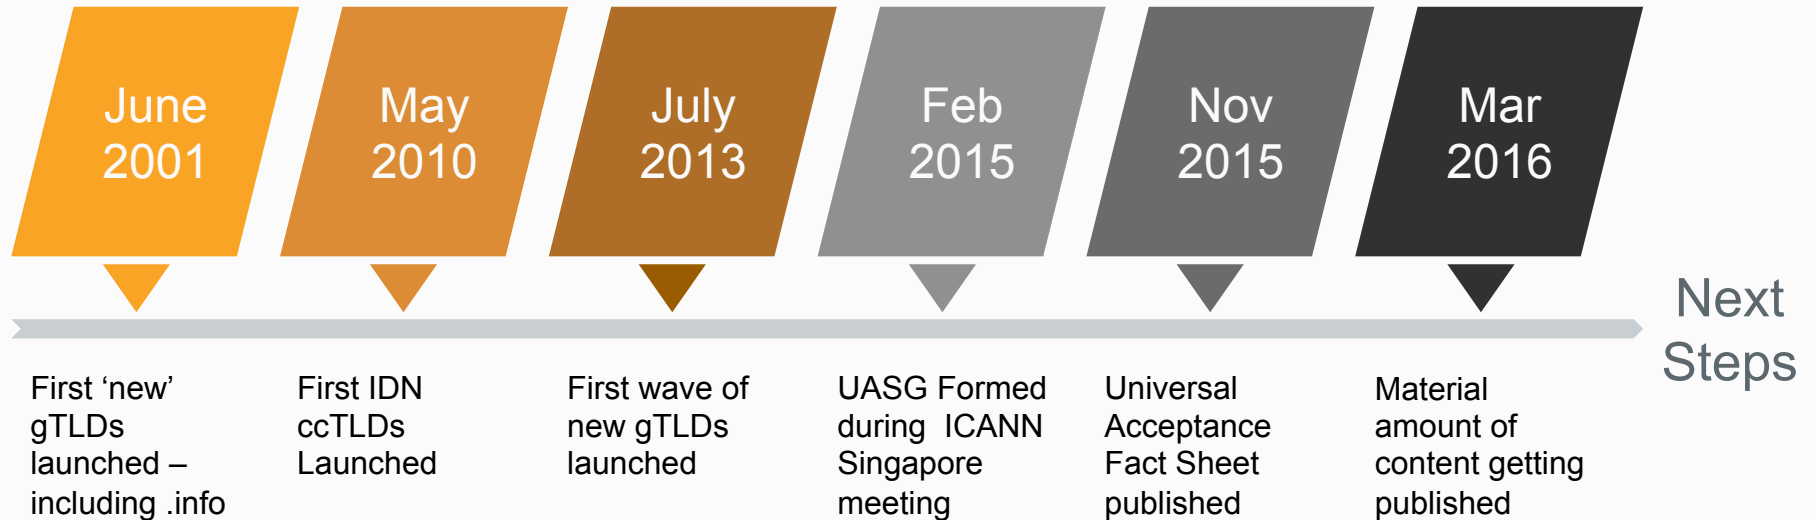 June
2001
May
2010
July
2013
Feb
2015
Nov
2015
Mar
2016
Next
Steps
First ‘new’
gTLDs
launched –
including .info
First IDN
ccTLDs
Launched
First wave of
new gTLDs
launched
UASG Formed
during  ICANN
Singapore
meeting
Universal
Acceptance
Fact Sheet
published
Material
amount of
content getting
published